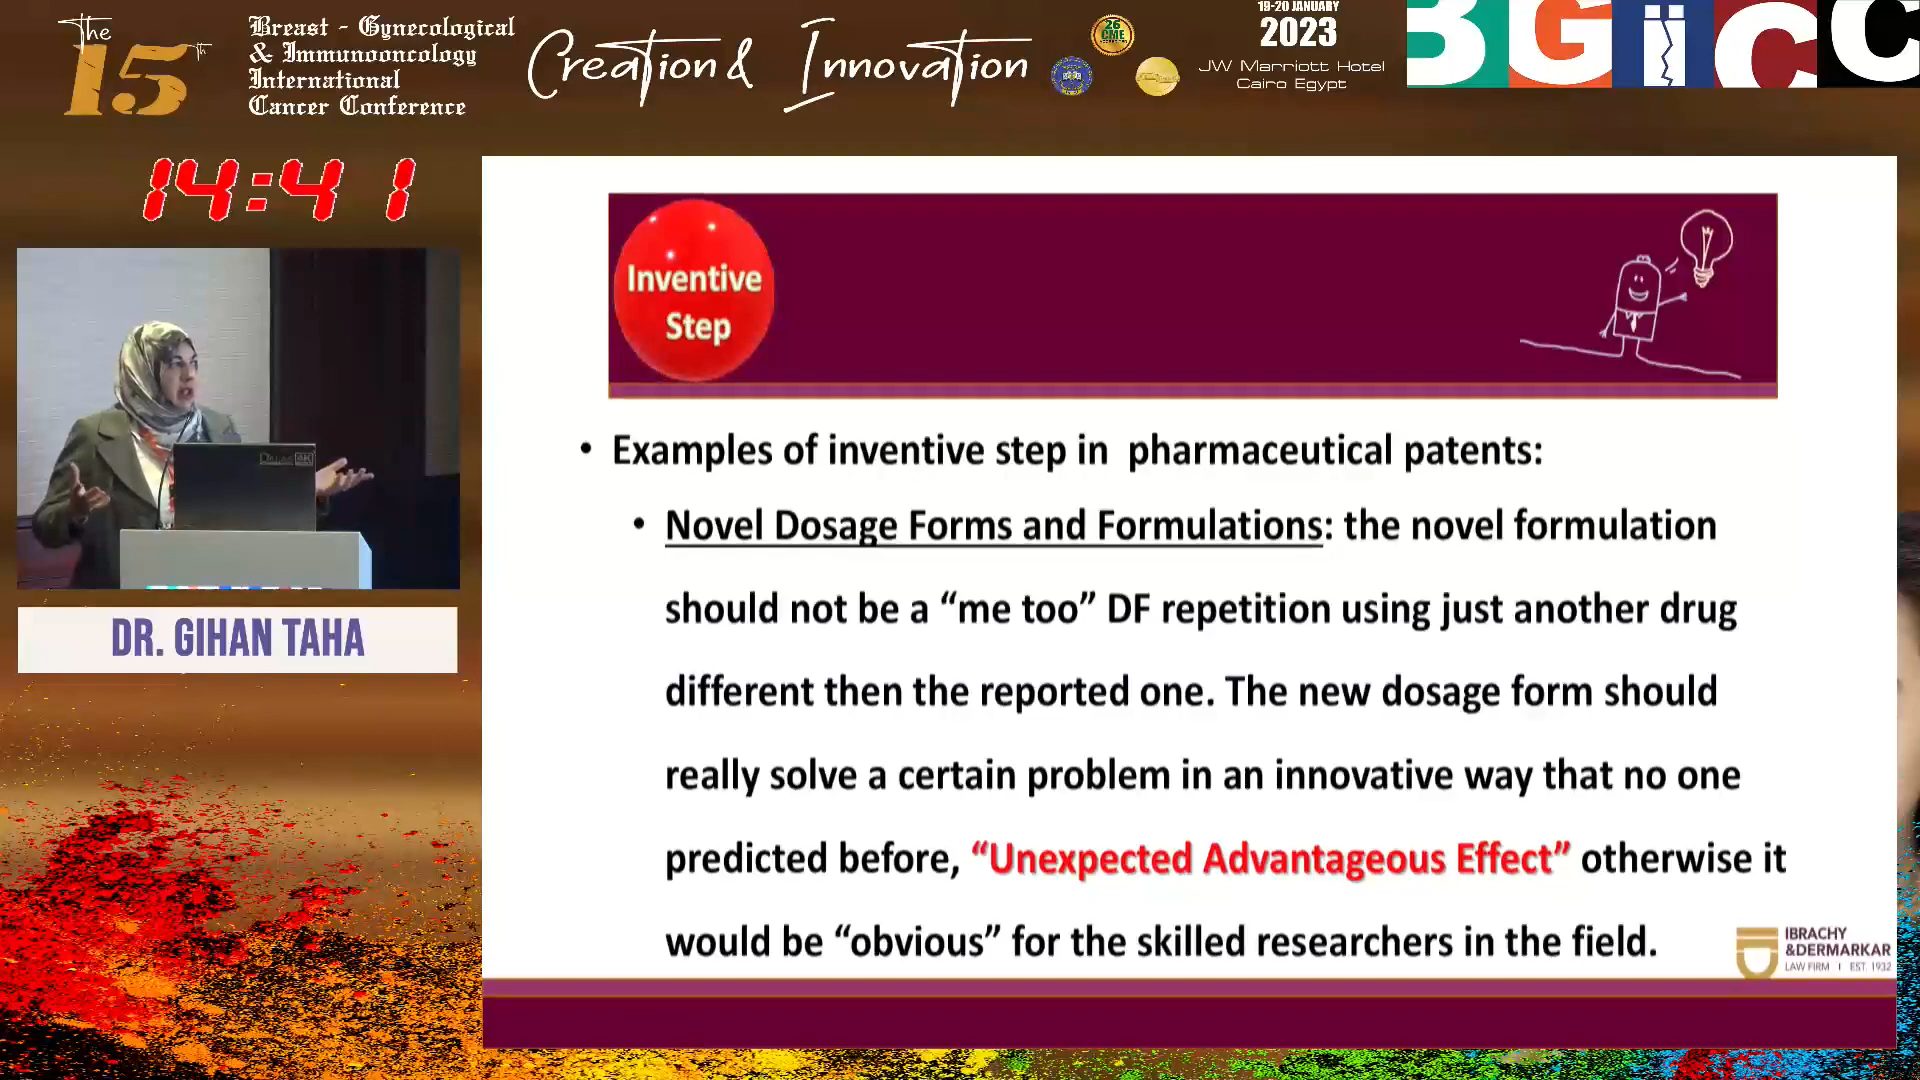 The
15th
Breast - Gynecological
& Immunooncology
International
Cancer Conference
Creation & Innovation
26
CME
19-20 JANUARY
2023
JW Marriott Hotel
Cairo Egypt
BGiCC
14:41
DR. GIHAN TAHA
Inventive
Step
• Examples of inventive step in pharmaceutical patents:
• Novel Dosage Forms and Formulations: the novel formulation
should not be a “me too” DF repetition using just another drug
different then the reported one. The new dosage form should
really solve a certain problem in an innovative way that no one
predicted before, “Unexpected Advantageous Effect” otherwise it
would be “obvious” for the skilled researchers in the field.
IBRACHY
&DERMARKAR
LAW FIRM | EST. 1932